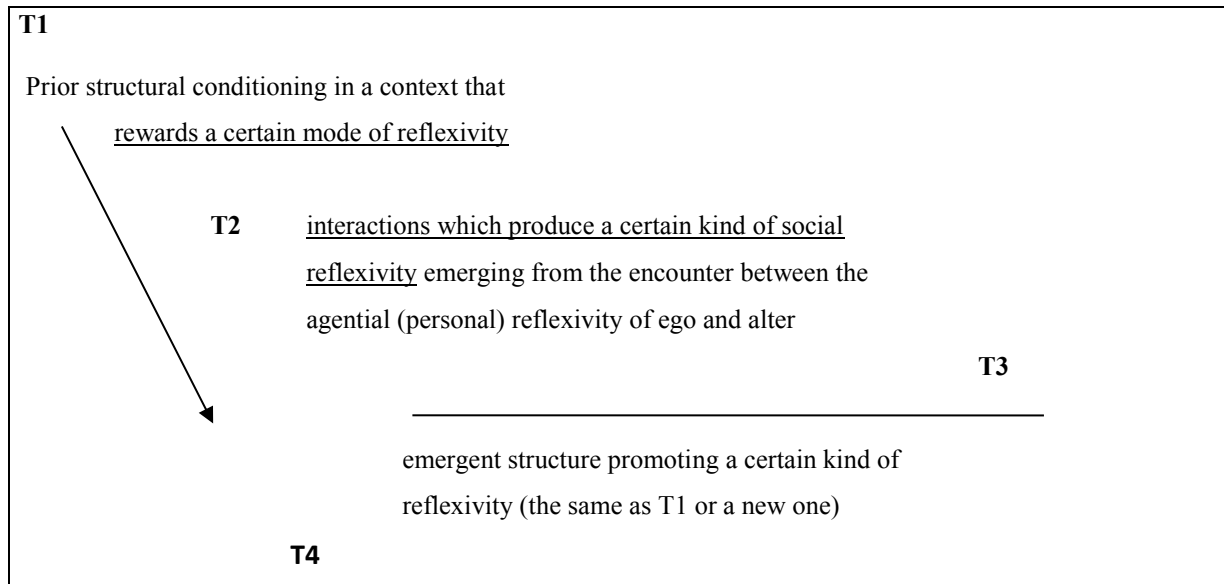 T1
Prior structural conditioning in a context that
rewards a certain mode of reflexivity
T2 interactions which produce a certain kind of social
reflexivity emerging from the encounter between the
agential (personal) reflexivity of ego and alter
T3
emergent structure promoting a certain kind of
reflexivity (the same as T1 or a new one)
T4